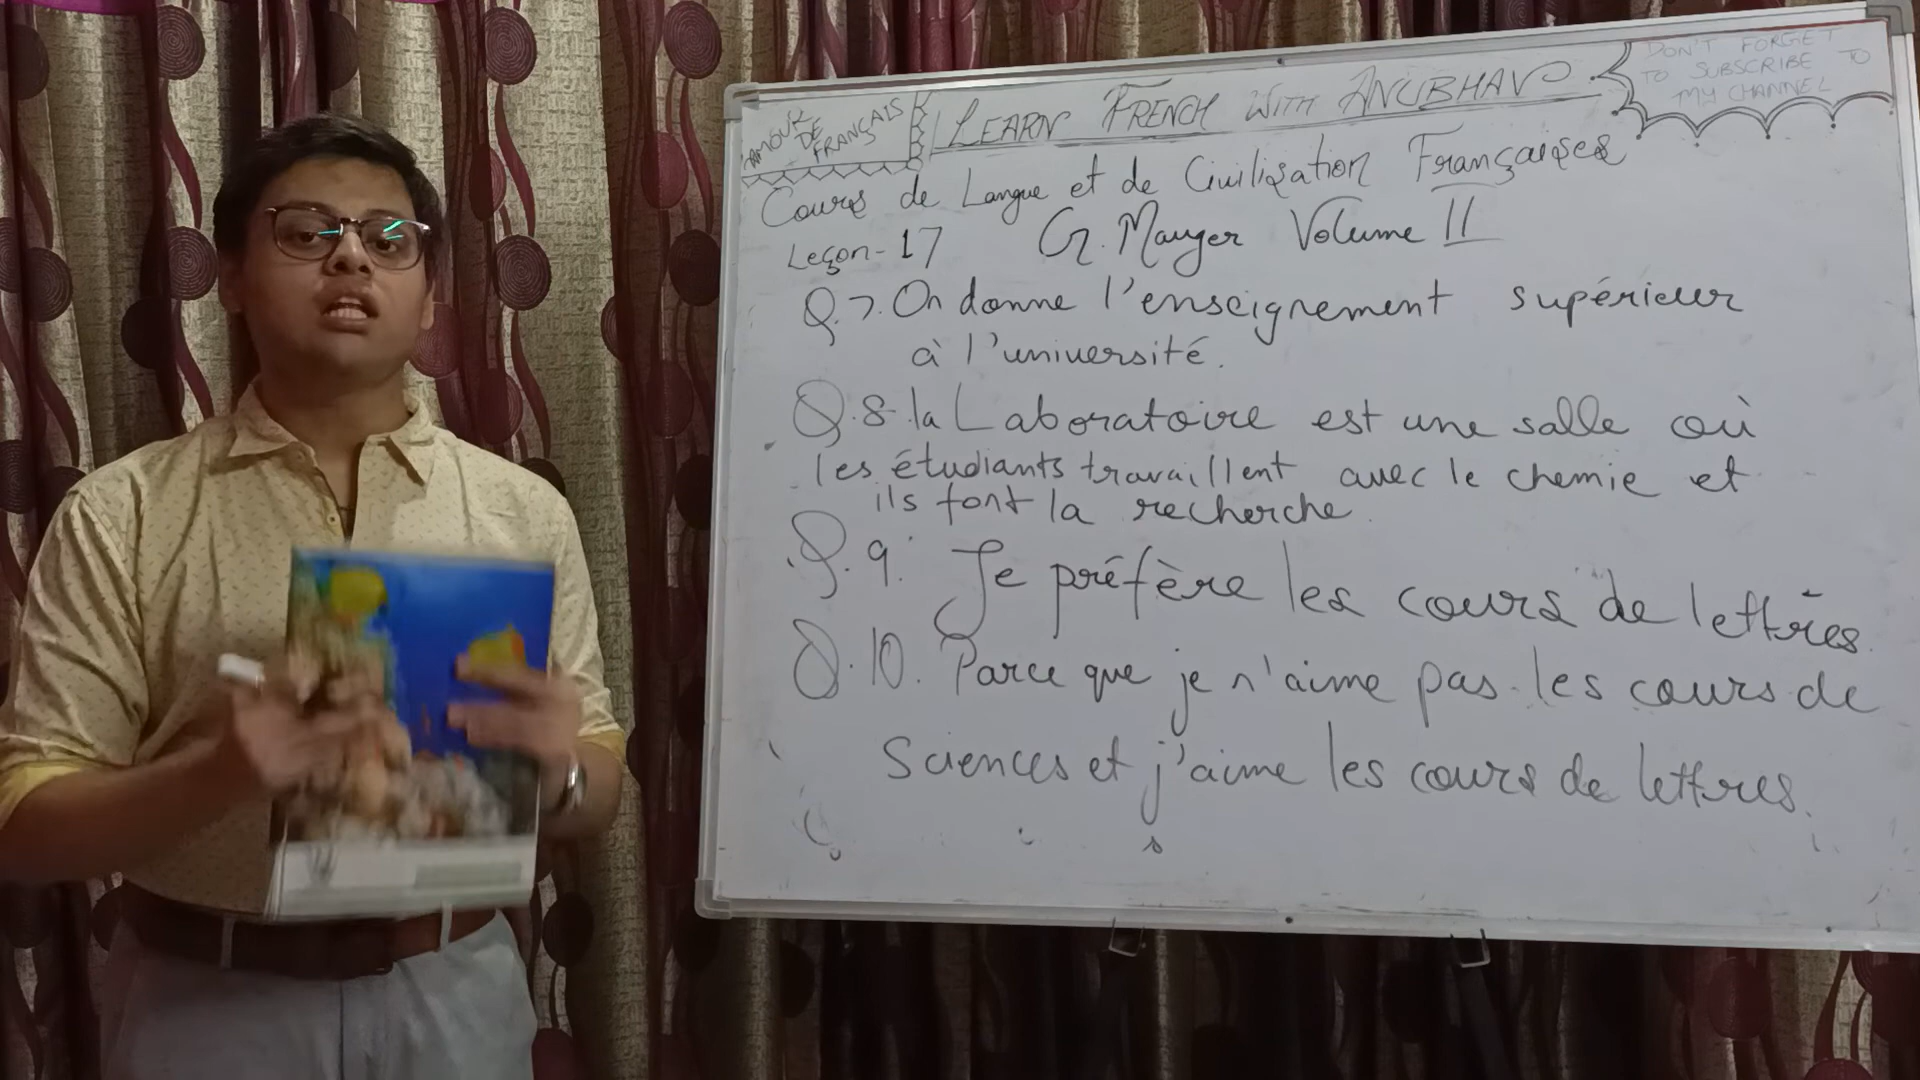 AMOUR
DE
FRANÇAIS
LEARN FRENCH WITH ANUBHAV
DON'T FORGET
TO SUBSCRIBE TO
MY CHANNEL
Cours de Langue et de Civilisation Françaises
Leçon-17 G. Mauger Volume II
Q.7. On donne l'enseignement supérieur
à l'université.
Q.8. la Laboratoire est une salle où
les étudiants travaillent avec le chemie et
ils font la recherche
Q.9. Je préfère les cours de lettres.
Q.10. Parce que je n'aime pas les cours de
Sciences et j'aime les cours de lettres.